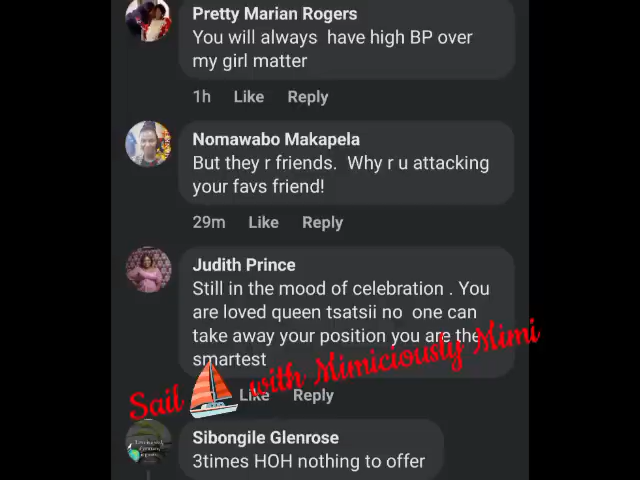 Pretty Marian Rogers
You will always have high BP over
my girl matter
1h Like Reply
Nomawabo Makapela
But they r friends. Why r u attacking
your favs friend!
29m Like Reply
Judith Prince
Still in the mood of celebration . You
are loved queen tsatsii no one can
take away your position you are the
smartest
Sail with Mimiciously Mimi
Like Reply
Sibongile Glenrose
3times HOH nothing to offer